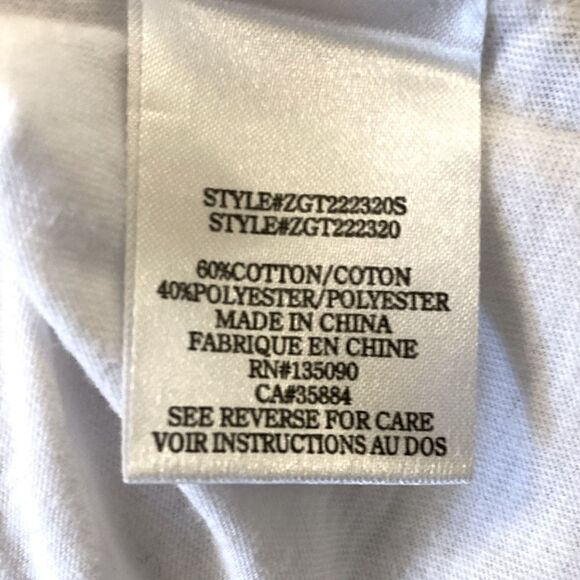 STYLE#ZGT222320S
STYLE#ZGT222320
60%COTTON/COTON
40%POLYESTER/POLYESTER
MADE IN CHINA
FABRIQUE EN CHINE
RN#135090
CA#35884
SEE REVERSE FOR CARE
VOIR INSTRUCTIONS AU DOS